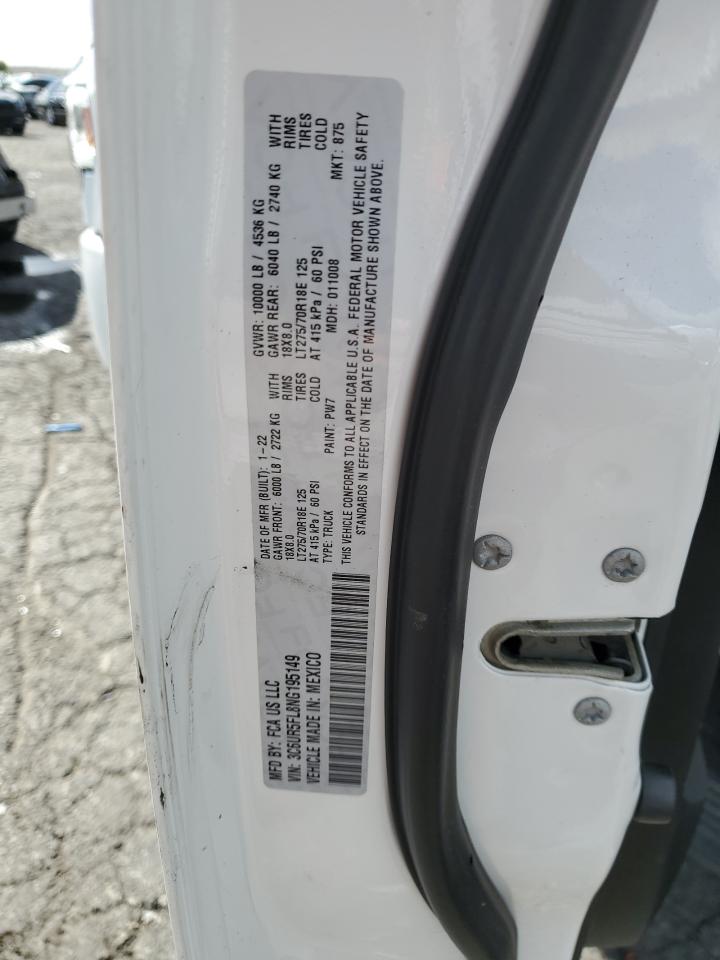 MFD BY: FCA US LLC
VIN: 3C6UR5FL8NG195149
VEHICLE MADE IN: MEXICO
DATE OF MFR (BUILT): 1-22 GVWR: 10000 LB / 4536 KG
GAWR FRONT: 6000 LB / 2722 KG WITH GAWR REAR: 6040 LB / 2740 KG WITH
18X8.0 RIMS 18X8.0 RIMS
LT275/70R18E 125 TIRES LT275/70R18E 125 TIRES
AT 415 kPa / 60 PSI COLD AT 415 kPa / 60 PSI COLD
TYPE: TRUCK PAINT: PW7 MDH: 011008 MKT: 875
THIS VEHICLE CONFORMS TO ALL APPLICABLE U.S.A. FEDERAL MOTOR VEHICLE SAFETY
STANDARDS IN EFFECT ON THE DATE OF MANUFACTURE SHOWN ABOVE.